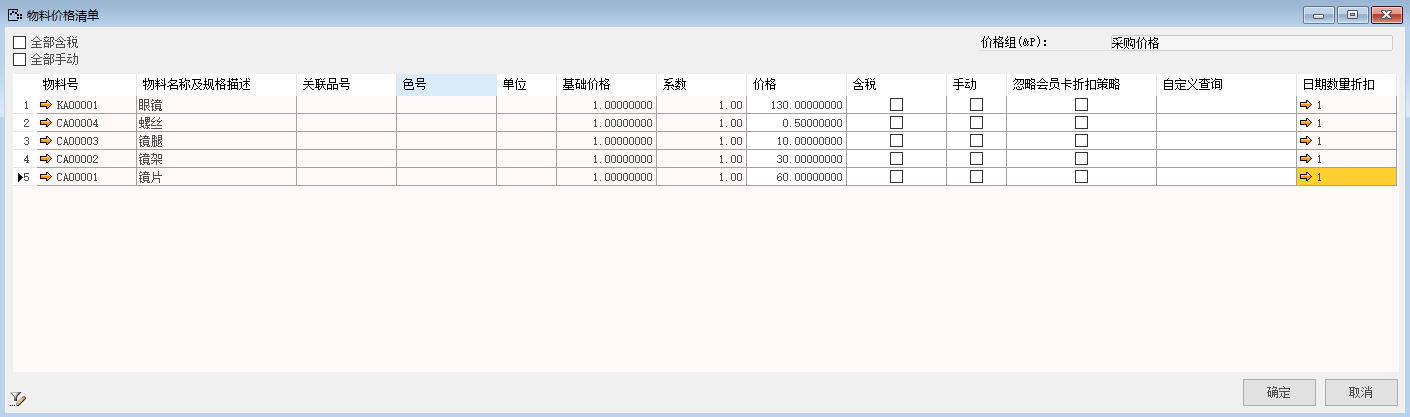 物料价格清单
全部含税
价格组(&P): 采购价格
全部手动
物料号 物料名称及规格描述 关联品号 色号 单位 基础价格 系数 价格 含税 手动 忽略会员卡折扣策略 自定义查询 日期数量折扣
1 KA00001 眼镜 1.00000000 1.00 130.00000000 1
2 CA00004 螺丝 1.00000000 1.00 0.50000000 1
3 CA00003 镜腿 1.00000000 1.00 10.00000000 1
4 CA00002 镜架 1.00000000 1.00 30.00000000 1
5 CA00001 镜片 1.00000000 1.00 60.00000000 1
确定 取消